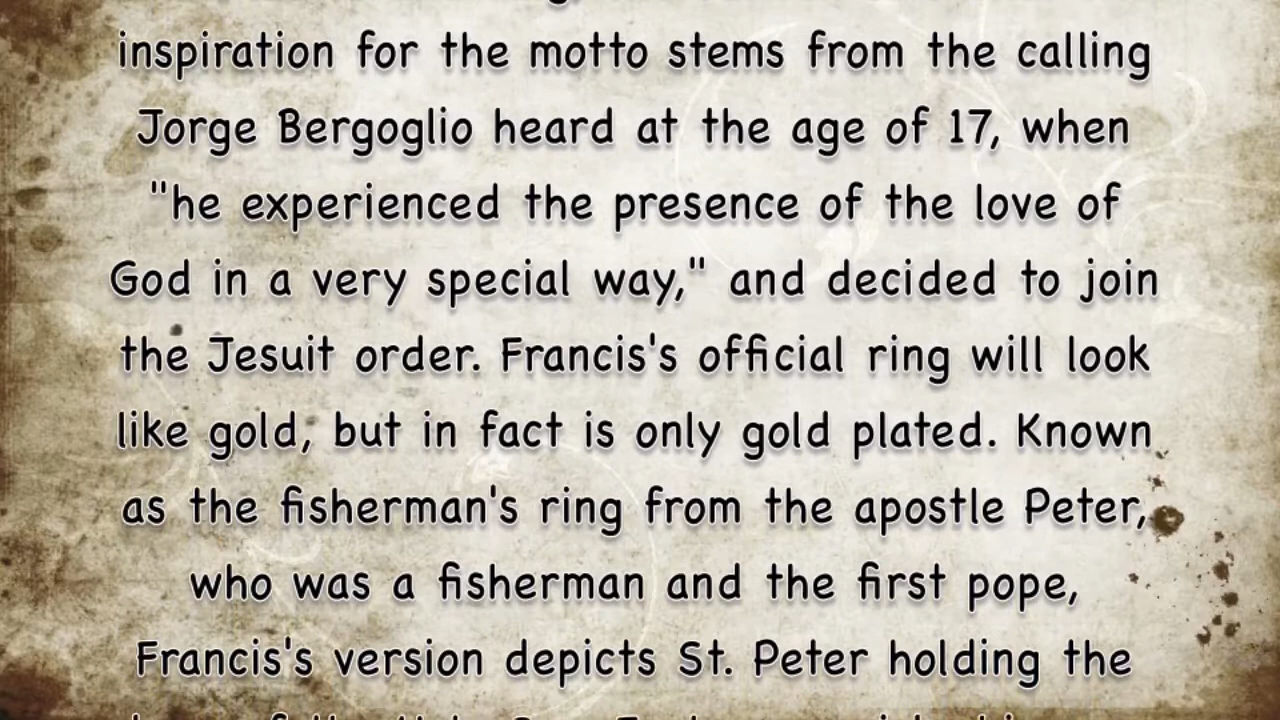 inspiration for the motto stems from the calling
Jorge Bergoglio heard at the age of 17, when
"he experienced the presence of the love of
God in a very special way," and decided to join
the Jesuit order. Francis's official ring will look
like gold, but in fact is only gold plated. Known
as the fisherman's ring from the apostle Peter,
who was a fisherman and the first pope,
Francis's version depicts St. Peter holding the